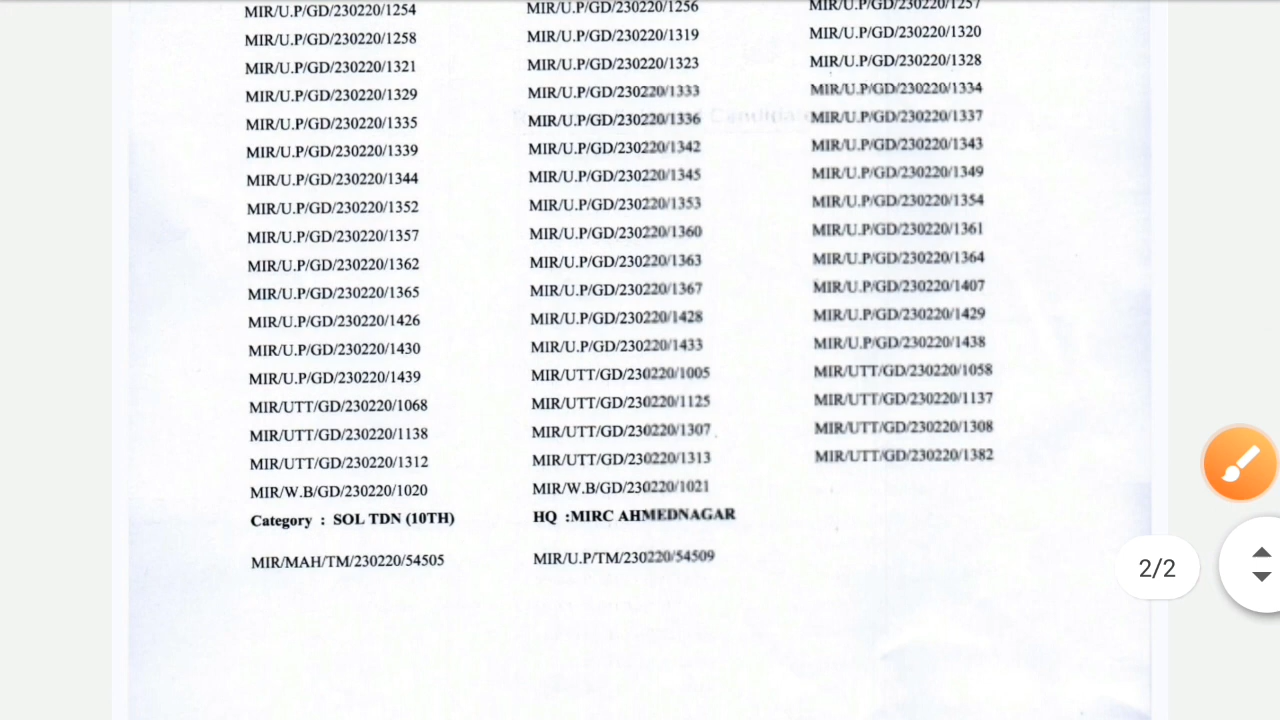 MIR/U.P/GD/230220/1254 MIR/U.P/GD/230220/1256 MIR/U.P/GD/230220/1257
MIR/U.P/GD/230220/1258 MIR/U.P/GD/230220/1319 MIR/U.P/GD/230220/1320
MIR/U.P/GD/230220/1321 MIR/U.P/GD/230220/1323 MIR/U.P/GD/230220/1328
MIR/U.P/GD/230220/1329 MIR/U.P/GD/230220/1333 MIR/U.P/GD/230220/1334
MIR/U.P/GD/230220/1335 MIR/U.P/GD/230220/1336 MIR/U.P/GD/230220/1337
MIR/U.P/GD/230220/1339 MIR/U.P/GD/230220/1342 MIR/U.P/GD/230220/1343
MIR/U.P/GD/230220/1344 MIR/U.P/GD/230220/1345 MIR/U.P/GD/230220/1349
MIR/U.P/GD/230220/1352 MIR/U.P/GD/230220/1353 MIR/U.P/GD/230220/1354
MIR/U.P/GD/230220/1357 MIR/U.P/GD/230220/1360 MIR/U.P/GD/230220/1361
MIR/U.P/GD/230220/1362 MIR/U.P/GD/230220/1363 MIR/U.P/GD/230220/1364
MIR/U.P/GD/230220/1365 MIR/U.P/GD/230220/1367 MIR/U.P/GD/230220/1407
MIR/U.P/GD/230220/1426 MIR/U.P/GD/230220/1428 MIR/U.P/GD/230220/1429
MIR/U.P/GD/230220/1430 MIR/U.P/GD/230220/1433 MIR/U.P/GD/230220/1438
MIR/U.P/GD/230220/1439 MIR/UTT/GD/230220/1005 MIR/UTT/GD/230220/1058
MIR/UTT/GD/230220/1068 MIR/UTT/GD/230220/1125 MIR/UTT/GD/230220/1137
MIR/UTT/GD/230220/1138 MIR/UTT/GD/230220/1307 MIR/UTT/GD/230220/1308
MIR/UTT/GD/230220/1312 MIR/UTT/GD/230220/1313 MIR/UTT/GD/230220/1382
MIR/W.B/GD/230220/1020 MIR/W.B/GD/230220/1021
Category : SOL TDN (10TH) HQ :MIRC AHMEDNAGAR
MIR/MAH/TM/230220/54505 MIR/U.P/TM/230220/54509
2/2